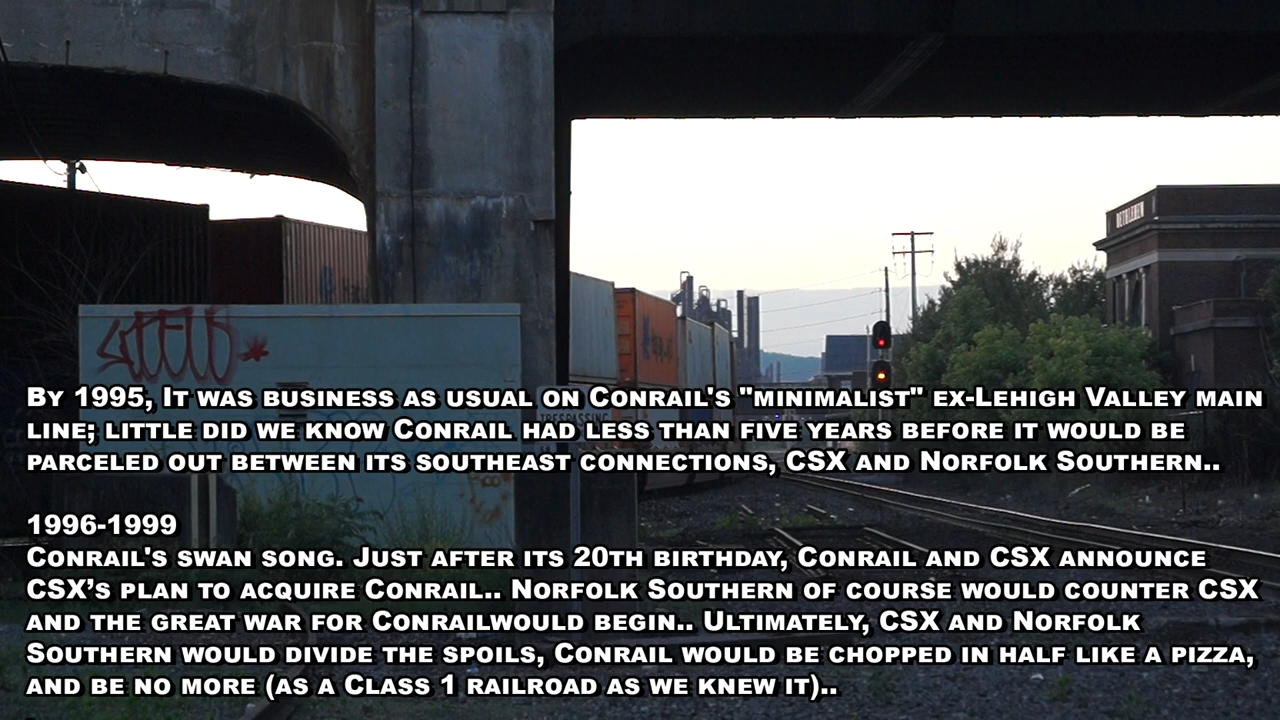 BETHLEHEM
By 1995, It was business as usual on Conrail's "minimalist" ex-Lehigh Valley main
line; little did we know Conrail had less than five years before it would be
parceled out between its southeast connections, CSX and Norfolk Southern..
TRESPASSING
1996-1999
Conrail's swan song. Just after its 20th birthday, Conrail and CSX announce
CSX’s plan to acquire Conrail.. Norfolk Southern of course would counter CSX
and the great war for Conrailwould begin.. Ultimately, CSX and Norfolk
Southern would divide the spoils, Conrail would be chopped in half like a pizza,
and be no more (as a Class 1 railroad as we knew it)..